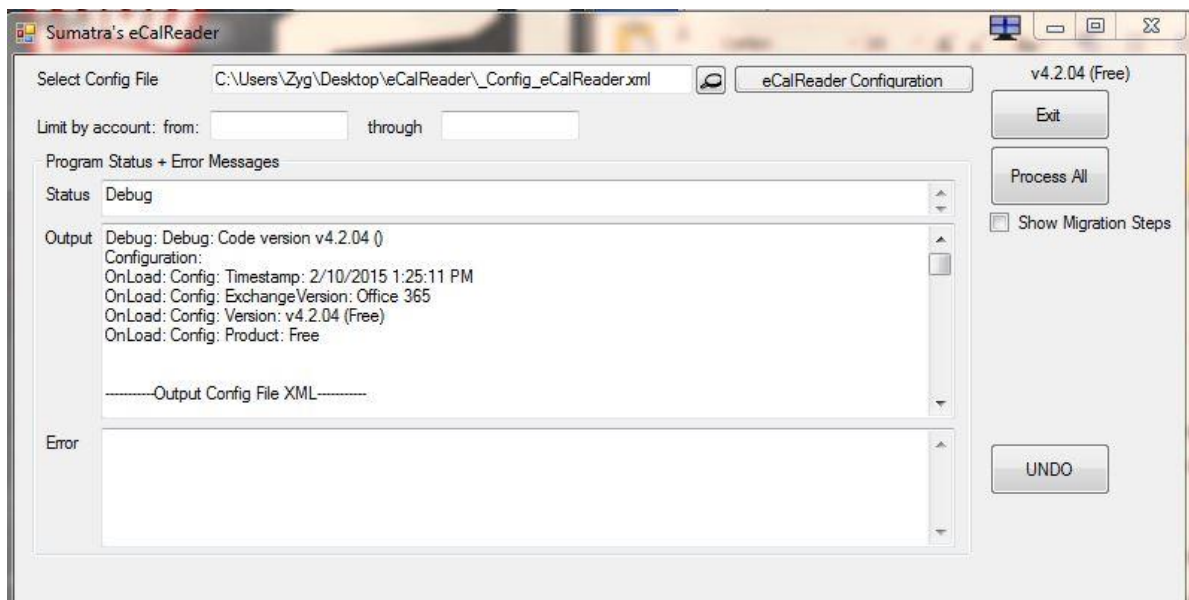 Sumatra's eCalReader
Select Config File C:\Users\Zyg\Desktop\eCalReader\_Config_eCalReader.xml eCalReader Configuration v4.2.04 (Free)
Exit
Limit by account: from: through
Program Status + Error Messages
Process All
Status Debug
Show Migration Steps
Output Debug: Debug: Code version v4.2.04 ()
Configuration:
OnLoad: Config: Timestamp: 2/10/2015 1:25:11 PM
OnLoad: Config: ExchangeVersion: Office 365
OnLoad: Config: Version: v4.2.04 (Free)
OnLoad: Config: Product: Free
-----------Output Config File XML-----------
Error
UNDO